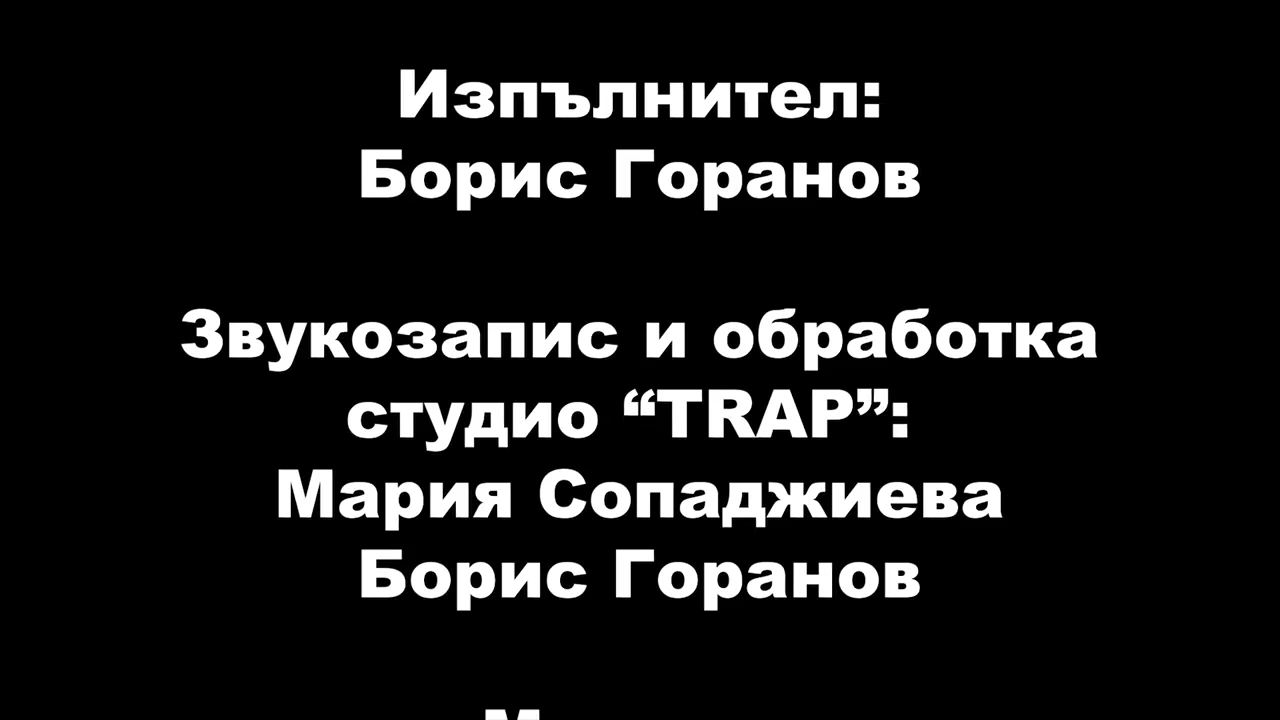 Изпълнител:
Борис Горанов
Звукозапис и обработка
студио “TRAP”:
Мария Сопаджиева
Борис Горанов